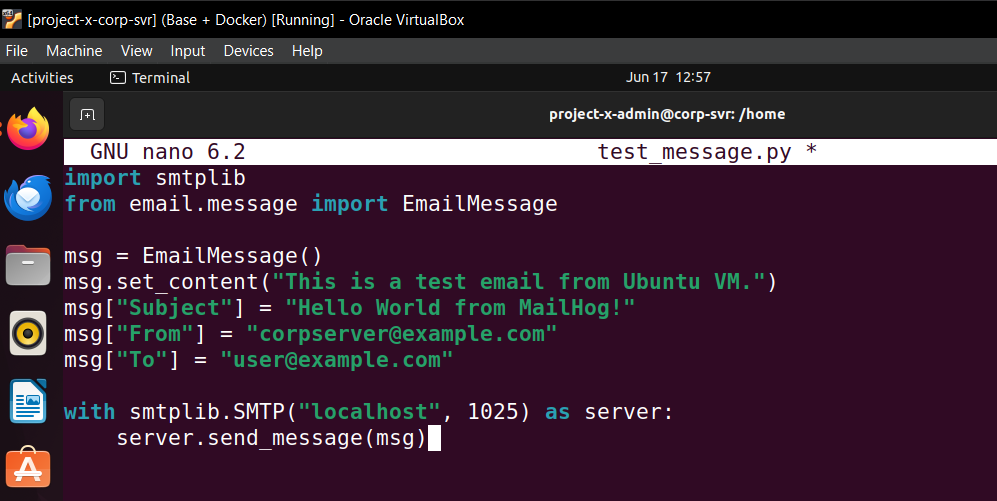 [project-x-corp-svr] (Base + Docker) [Running] - Oracle VirtualBox
File Machine View Input Devices Help
Activities Terminal Jun 17 12:57
project-x-admin@corp-svr: /home
GNU nano 6.2 test_message.py *
import smtplib
from email.message import EmailMessage
msg = EmailMessage()
msg.set_content("This is a test email from Ubuntu VM.")
msg["Subject"] = "Hello World from MailHog!"
msg["From"] = "corpserver@example.com"
msg["To"] = "user@example.com"
with smtplib.SMTP("localhost", 1025) as server:
    server.send_message(msg)